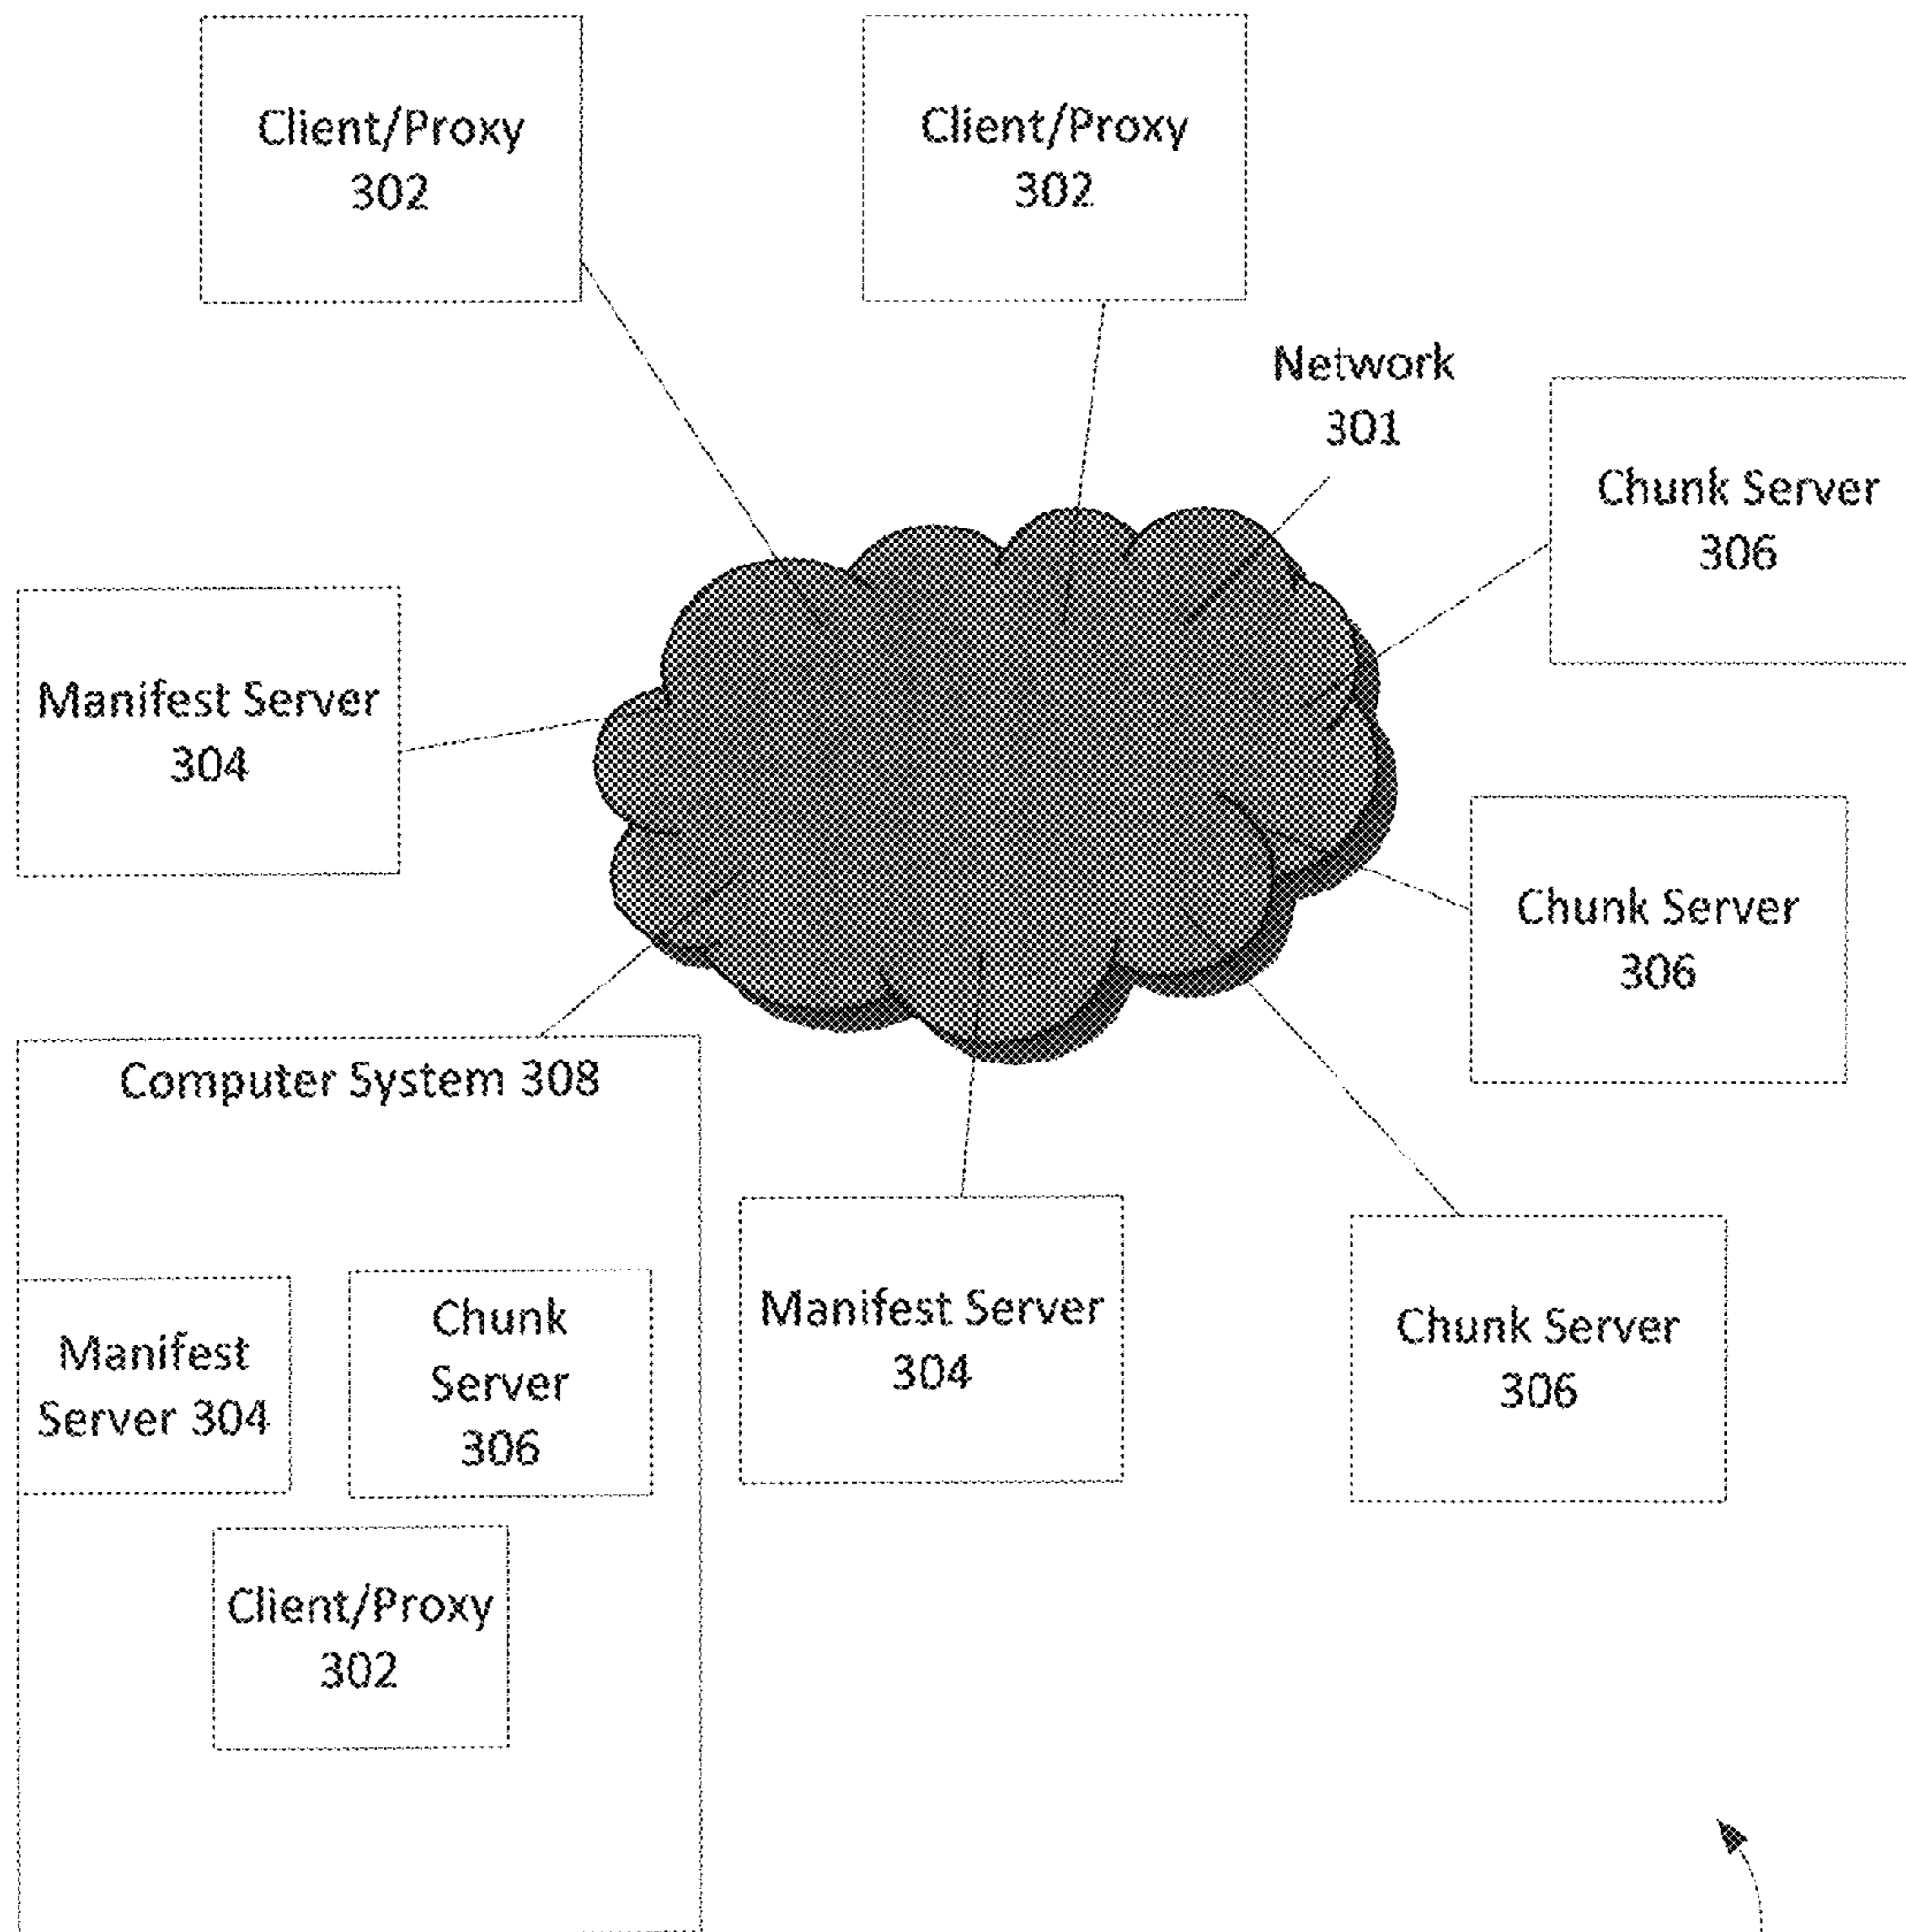 Client/Proxy
302
Client/Proxy
302
Network
301
Chunk Server
306
Manifest Server
304
Chunk Server
306
Computer System 308
Manifest Server
304
Chunk Server
306
Manifest
Server 304
Chunk
Server
306
Client/Proxy
302